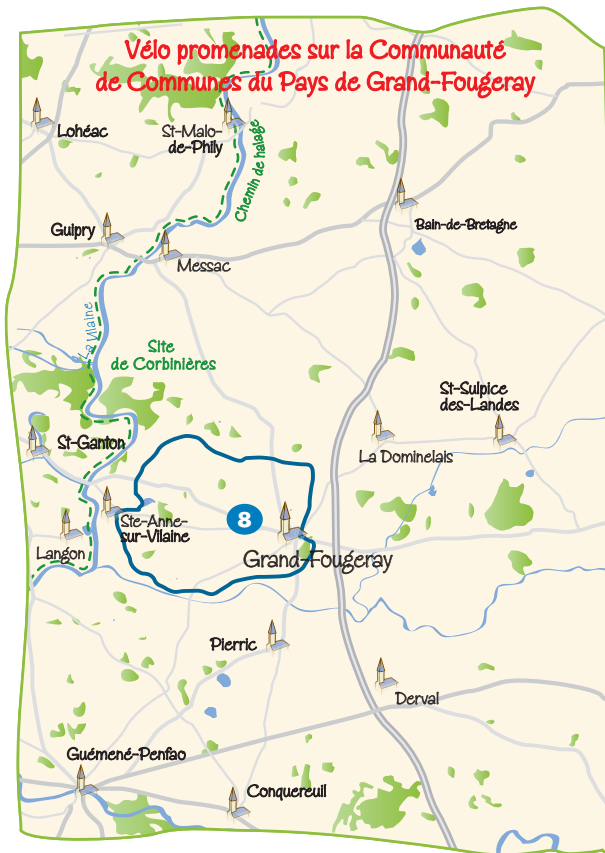 Vélo promenades sur la Communauté
de Communes du Pays de Grand-Fougeray
Lohéac
St-Malo-
de-Phily
Chemin de halage
Guipry
Messac
Bain-de-Bretagne
La Vilaine
Site
de Corbinières
St-Sulpice
des-Landes
St-Ganton
La Dominelais
8
Ste-Anne-
sur-Vilaine
Langon
Grand-Fougeray
Pierric
Derval
Guémené-Penfao
Conquereuil